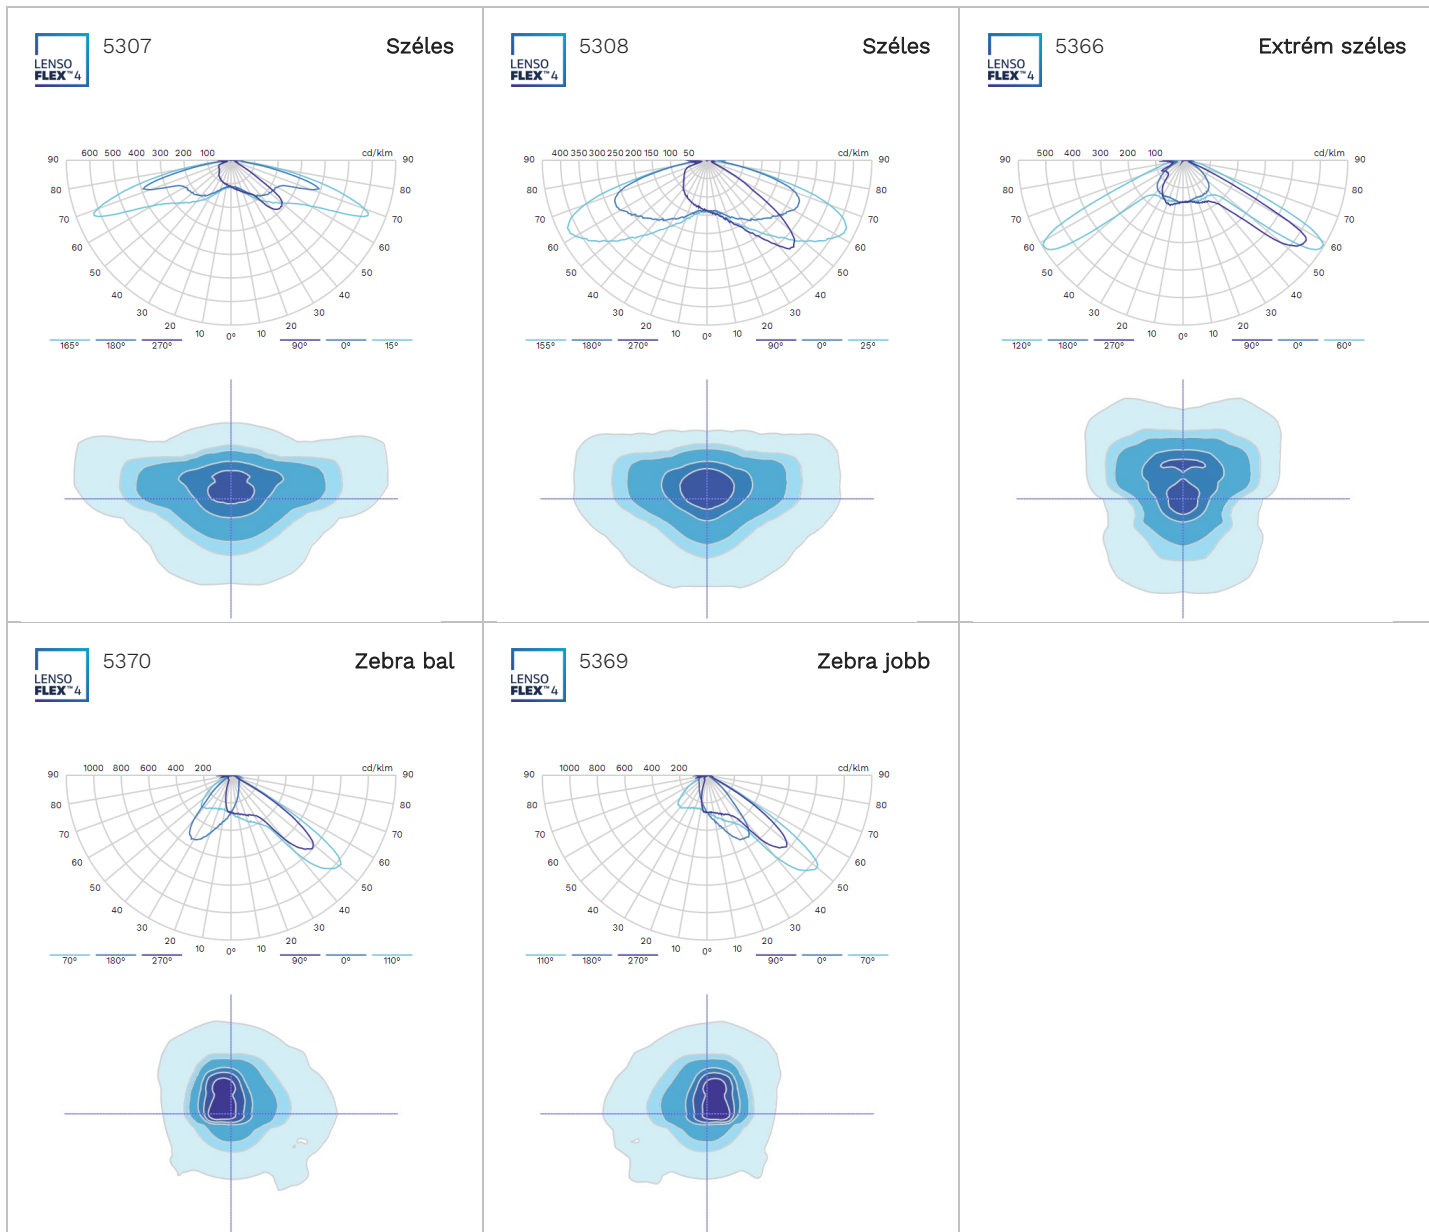 LENSO
FLEX™4
5307
Széles
90 600 500 400 300 200 100 cd/klm 90
80 80
70 70
60 60
50 50
40 40
30 30
20 10 0° 10 20
165° 180° 270° 90° 0° 15°
LENSO
FLEX™4
5308
Széles
90 400 350 300 250 200 150 100 50 cd/klm 90
80 80
70 70
60 60
50 50
40 40
30 30
20 10 0° 10 20
155° 180° 270° 90° 0° 25°
LENSO
FLEX™4
5366
Extrém széles
90 500 400 300 200 100 cd/klm 90
80 80
70 70
60 60
50 50
40 40
30 30
20 10 0° 10 20
120° 180° 270° 90° 0° 60°
LENSO
FLEX™4
5370
Zebra bal
90 1000 800 600 400 200 cd/klm 90
80 80
70 70
60 60
50 50
40 40
30 30
20 10 0° 10 20
70° 180° 270° 90° 0° 110°
LENSO
FLEX™4
5369
Zebra jobb
90 1000 800 600 400 200 cd/klm 90
80 80
70 70
60 60
50 50
40 40
30 30
20 10 0° 10 20
110° 180° 270° 90° 0° 70°